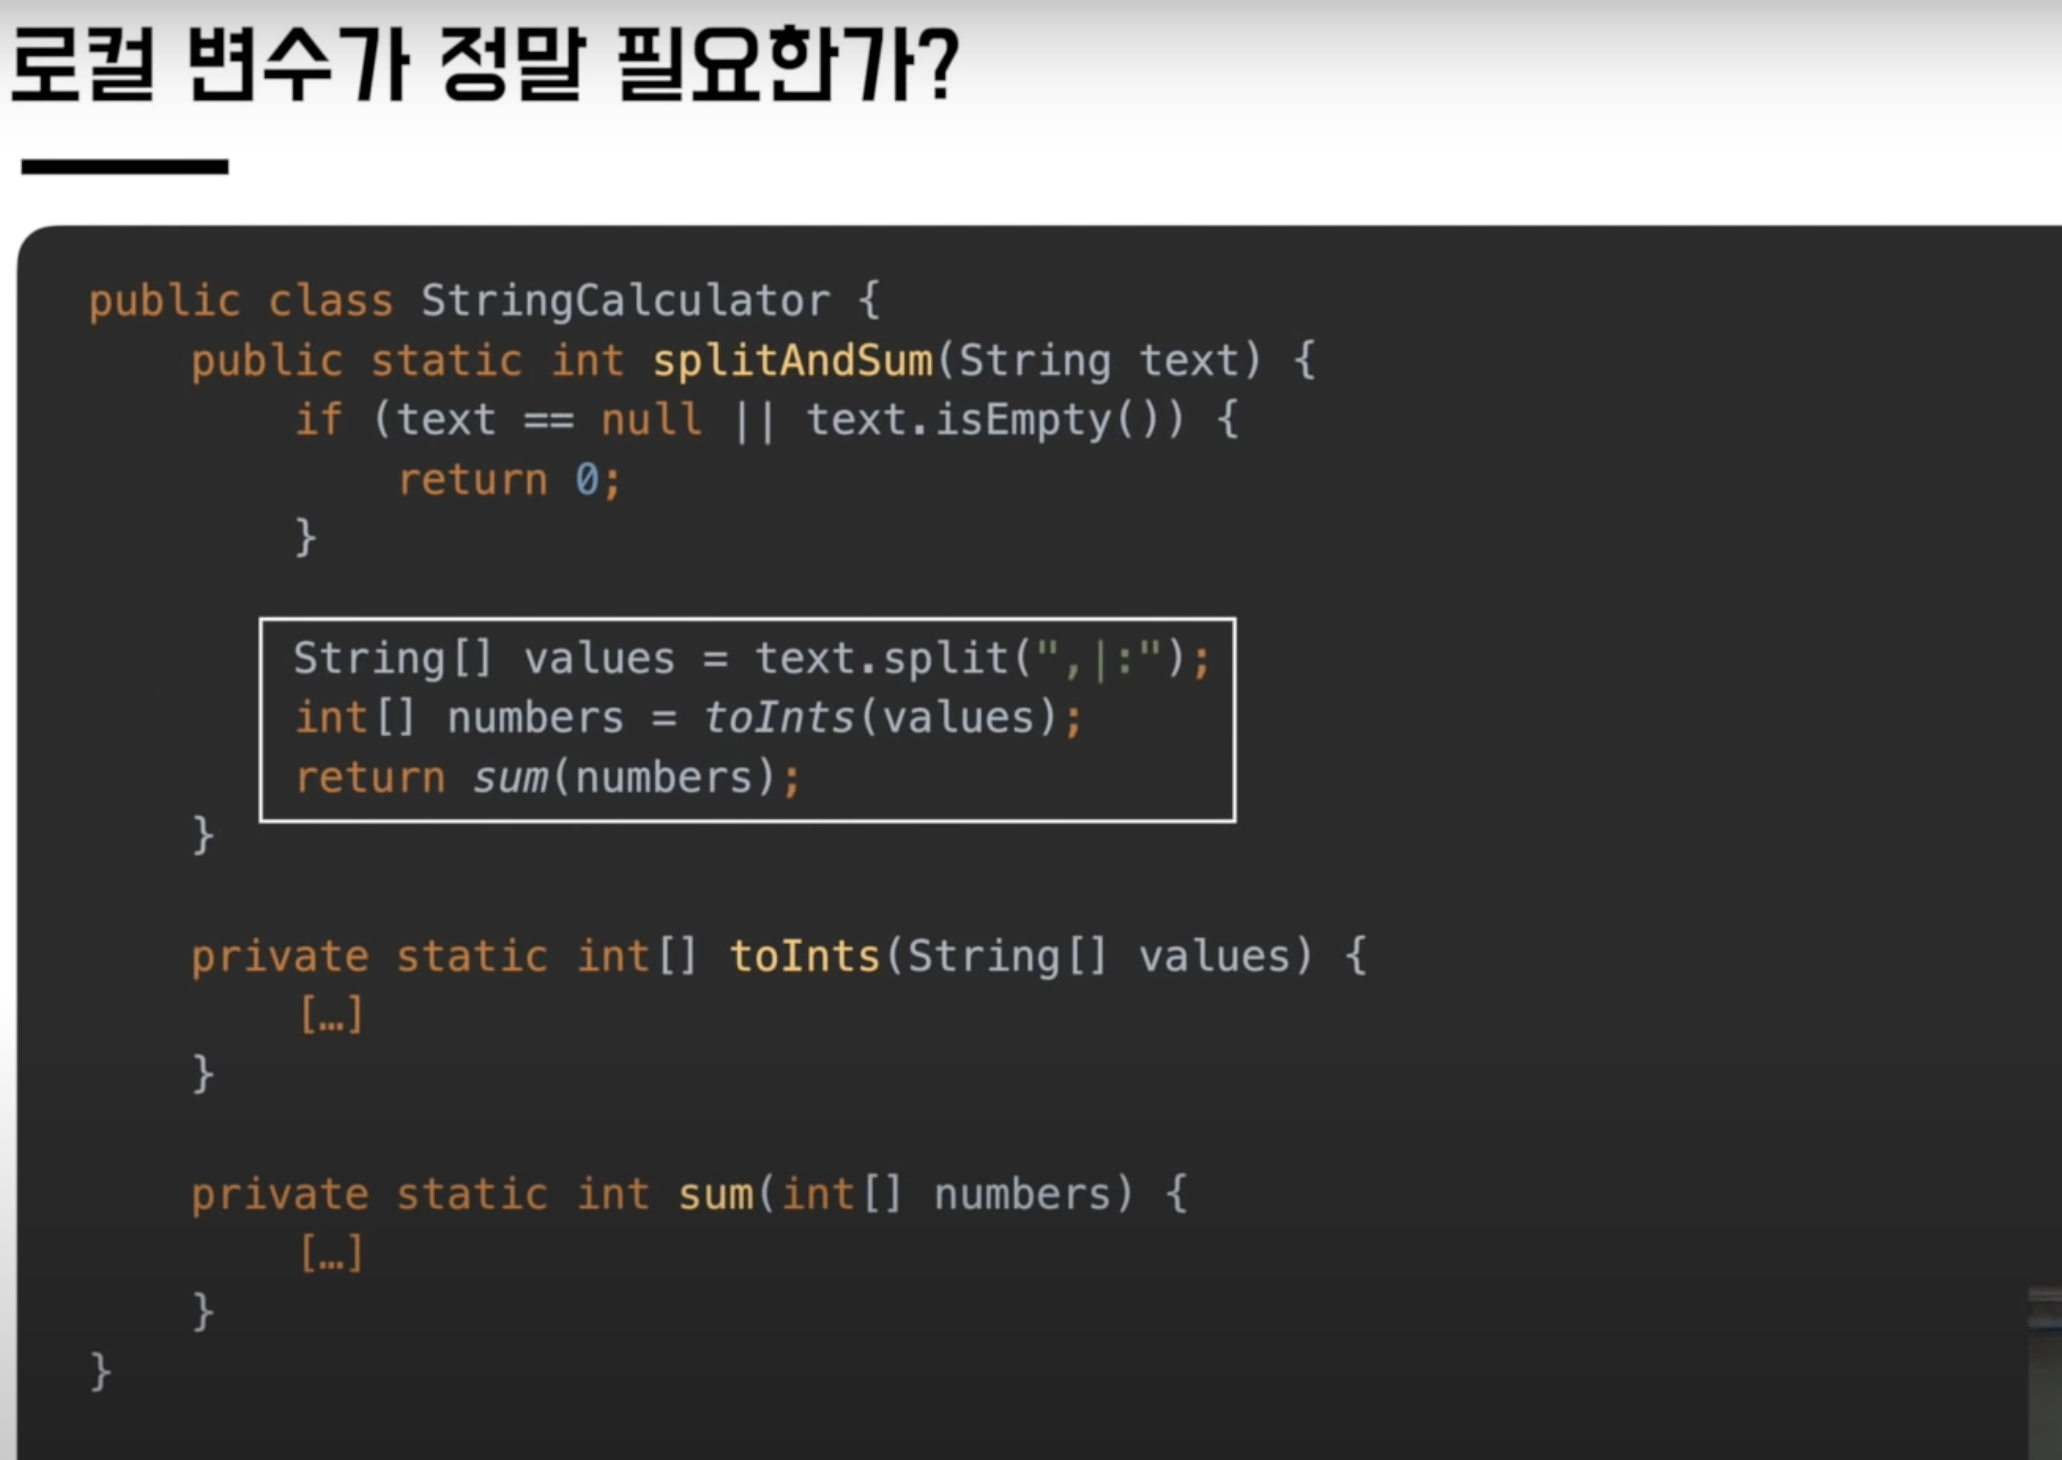 로컬 변수가 정말 필요한가?
public class StringCalculator {
    public static int splitAndSum(String text) {
        if (text == null || text.isEmpty()) {
            return 0;
        }

        String[] values = text.split(",|:");
        int[] numbers = toInts(values);
        return sum(numbers);
    }

    private static int[] toInts(String[] values) {
        […]
    }

    private static int sum(int[] numbers) {
        […]
    }
}